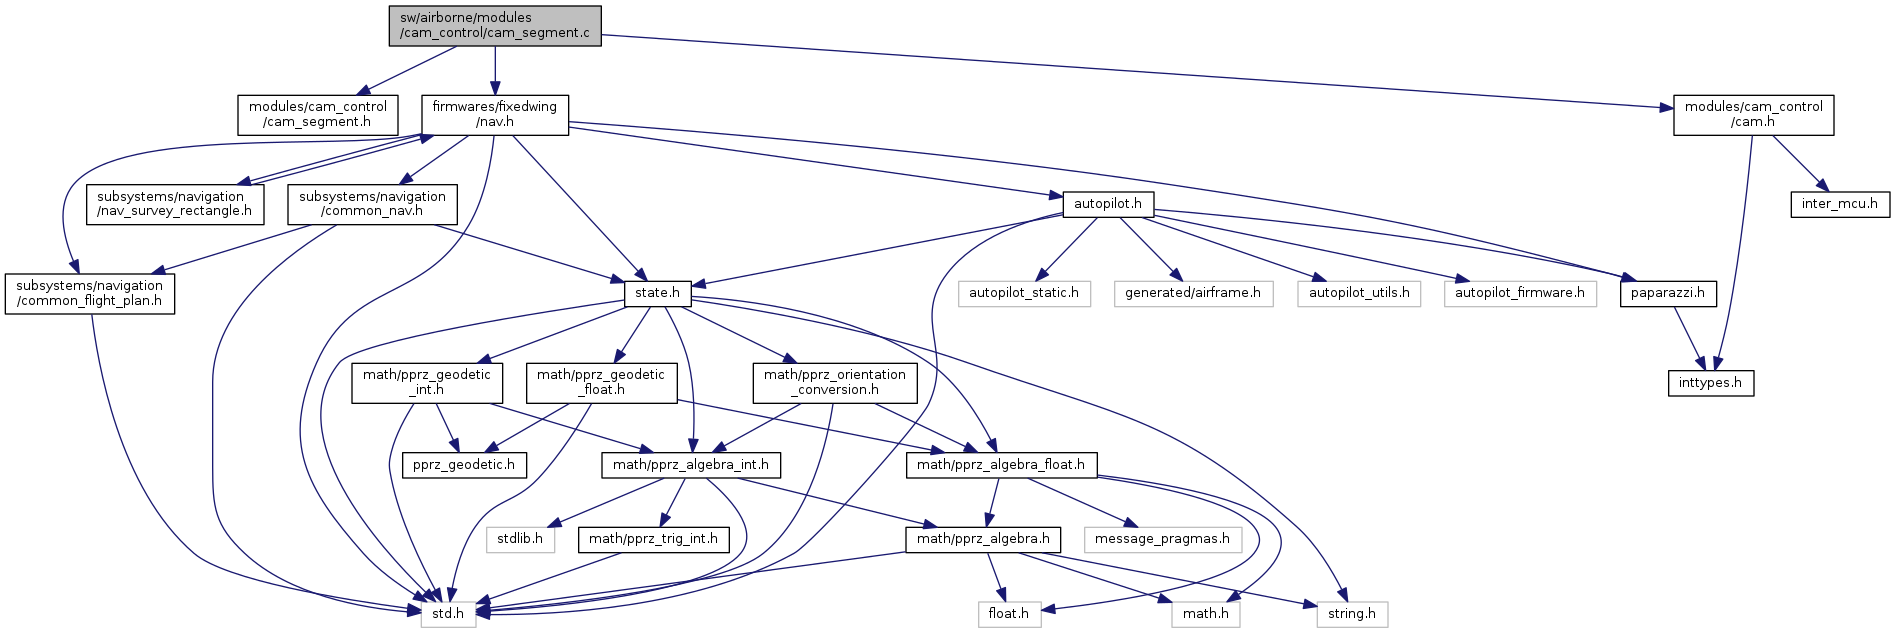 sw/airborne/modules
/cam_control/cam_segment.c
modules/cam_control
/cam_segment.h
firmwares/fixedwing
/nav.h
modules/cam_control
/cam.h
subsystems/navigation
/nav_survey_rectangle.h
subsystems/navigation
/common_nav.h
autopilot.h
inter_mcu.h
subsystems/navigation
/common_flight_plan.h
state.h
autopilot_static.h
generated/airframe.h
autopilot_utils.h
autopilot_firmware.h
paparazzi.h
math/pprz_geodetic
_int.h
math/pprz_geodetic
_float.h
math/pprz_orientation
_conversion.h
inttypes.h
pprz_geodetic.h
math/pprz_algebra_int.h
math/pprz_algebra_float.h
stdlib.h
math/pprz_trig_int.h
math/pprz_algebra.h
message_pragmas.h
std.h
float.h
math.h
string.h